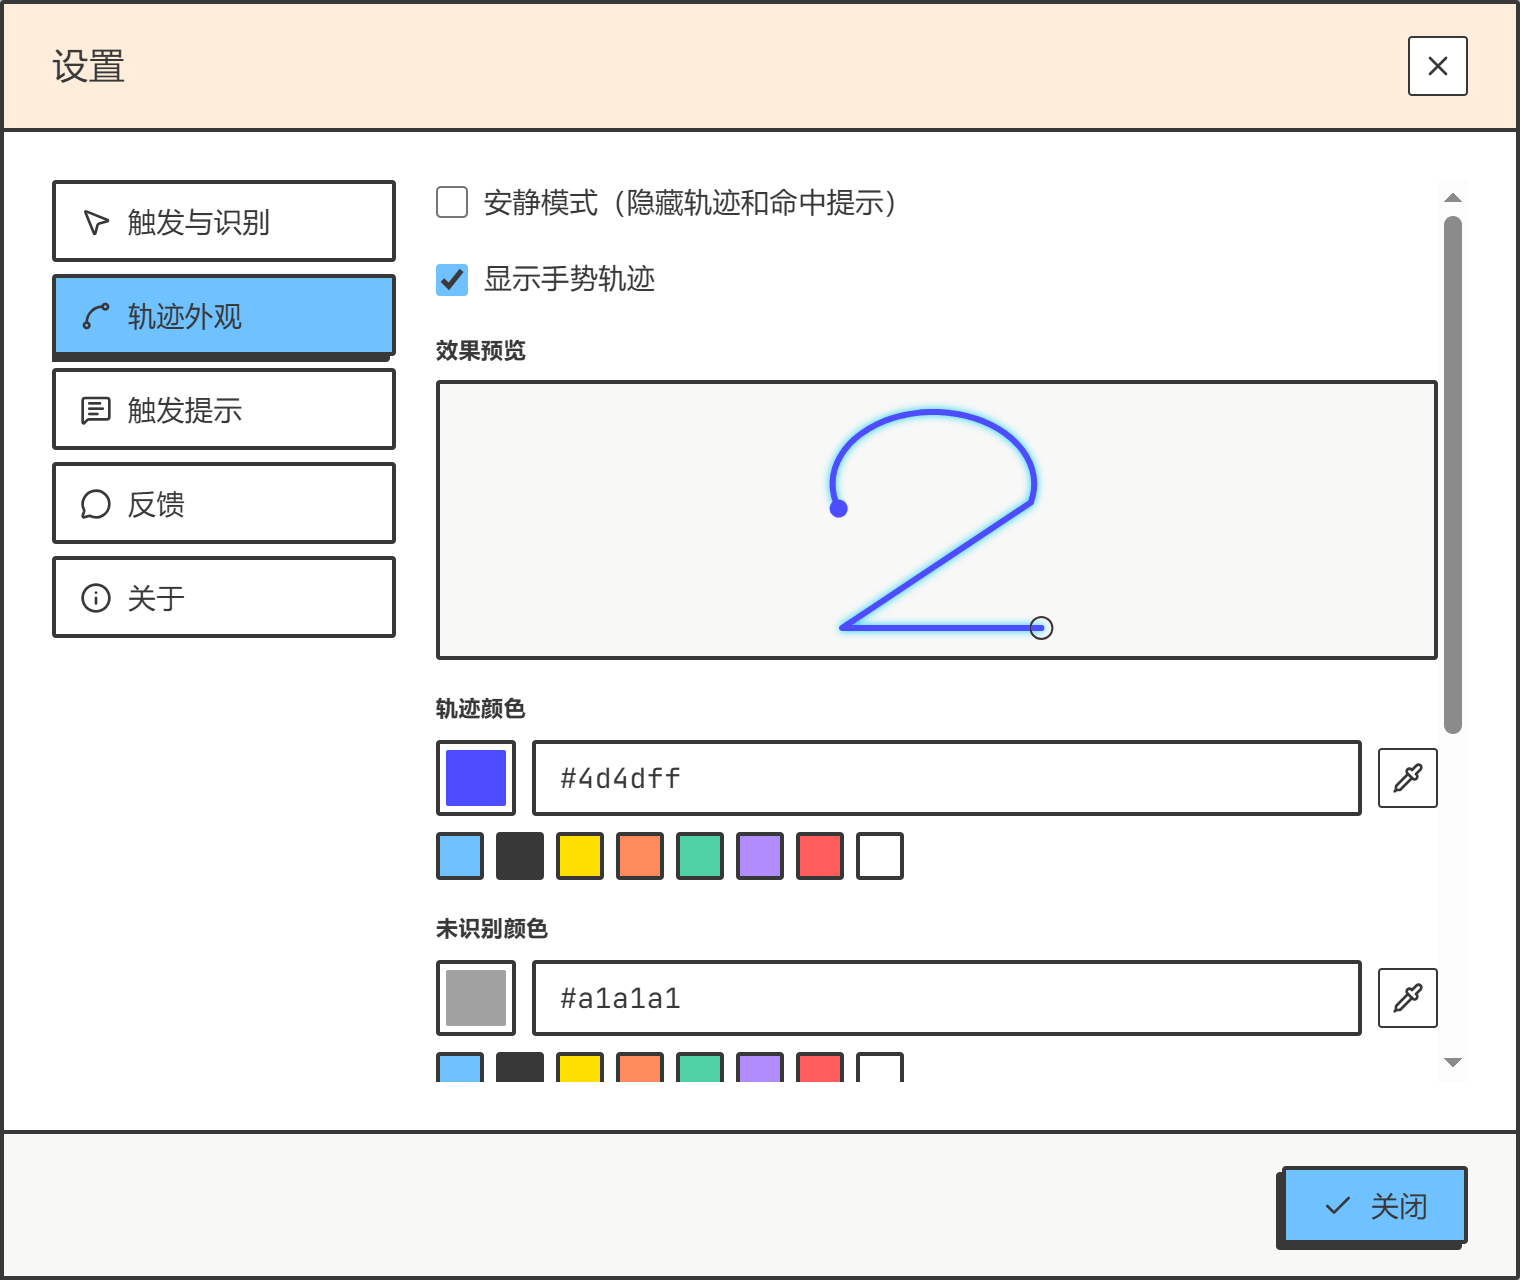 设置
触发与识别
轨迹外观
触发提示
反馈
关于
安静模式（隐藏轨迹和命中提示）
显示手势轨迹
效果预览
轨迹颜色
#4d4dff
未识别颜色
#a1a1a1
关闭